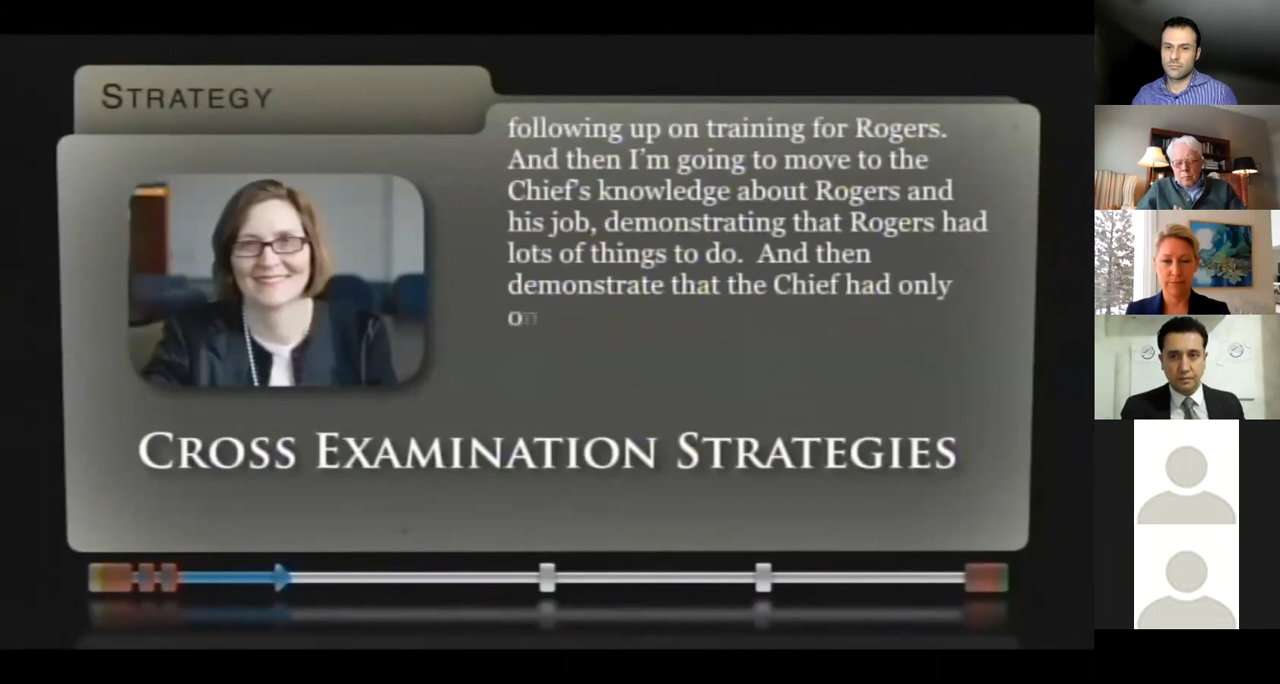 STRATEGY
following up on training for Rogers.
And then I'm going to move to the
Chief's knowledge about Rogers and
his job, demonstrating that Rogers had
lots of things to do.  And then
demonstrate that the Chief had only
CROSS EXAMINATION STRATEGIES